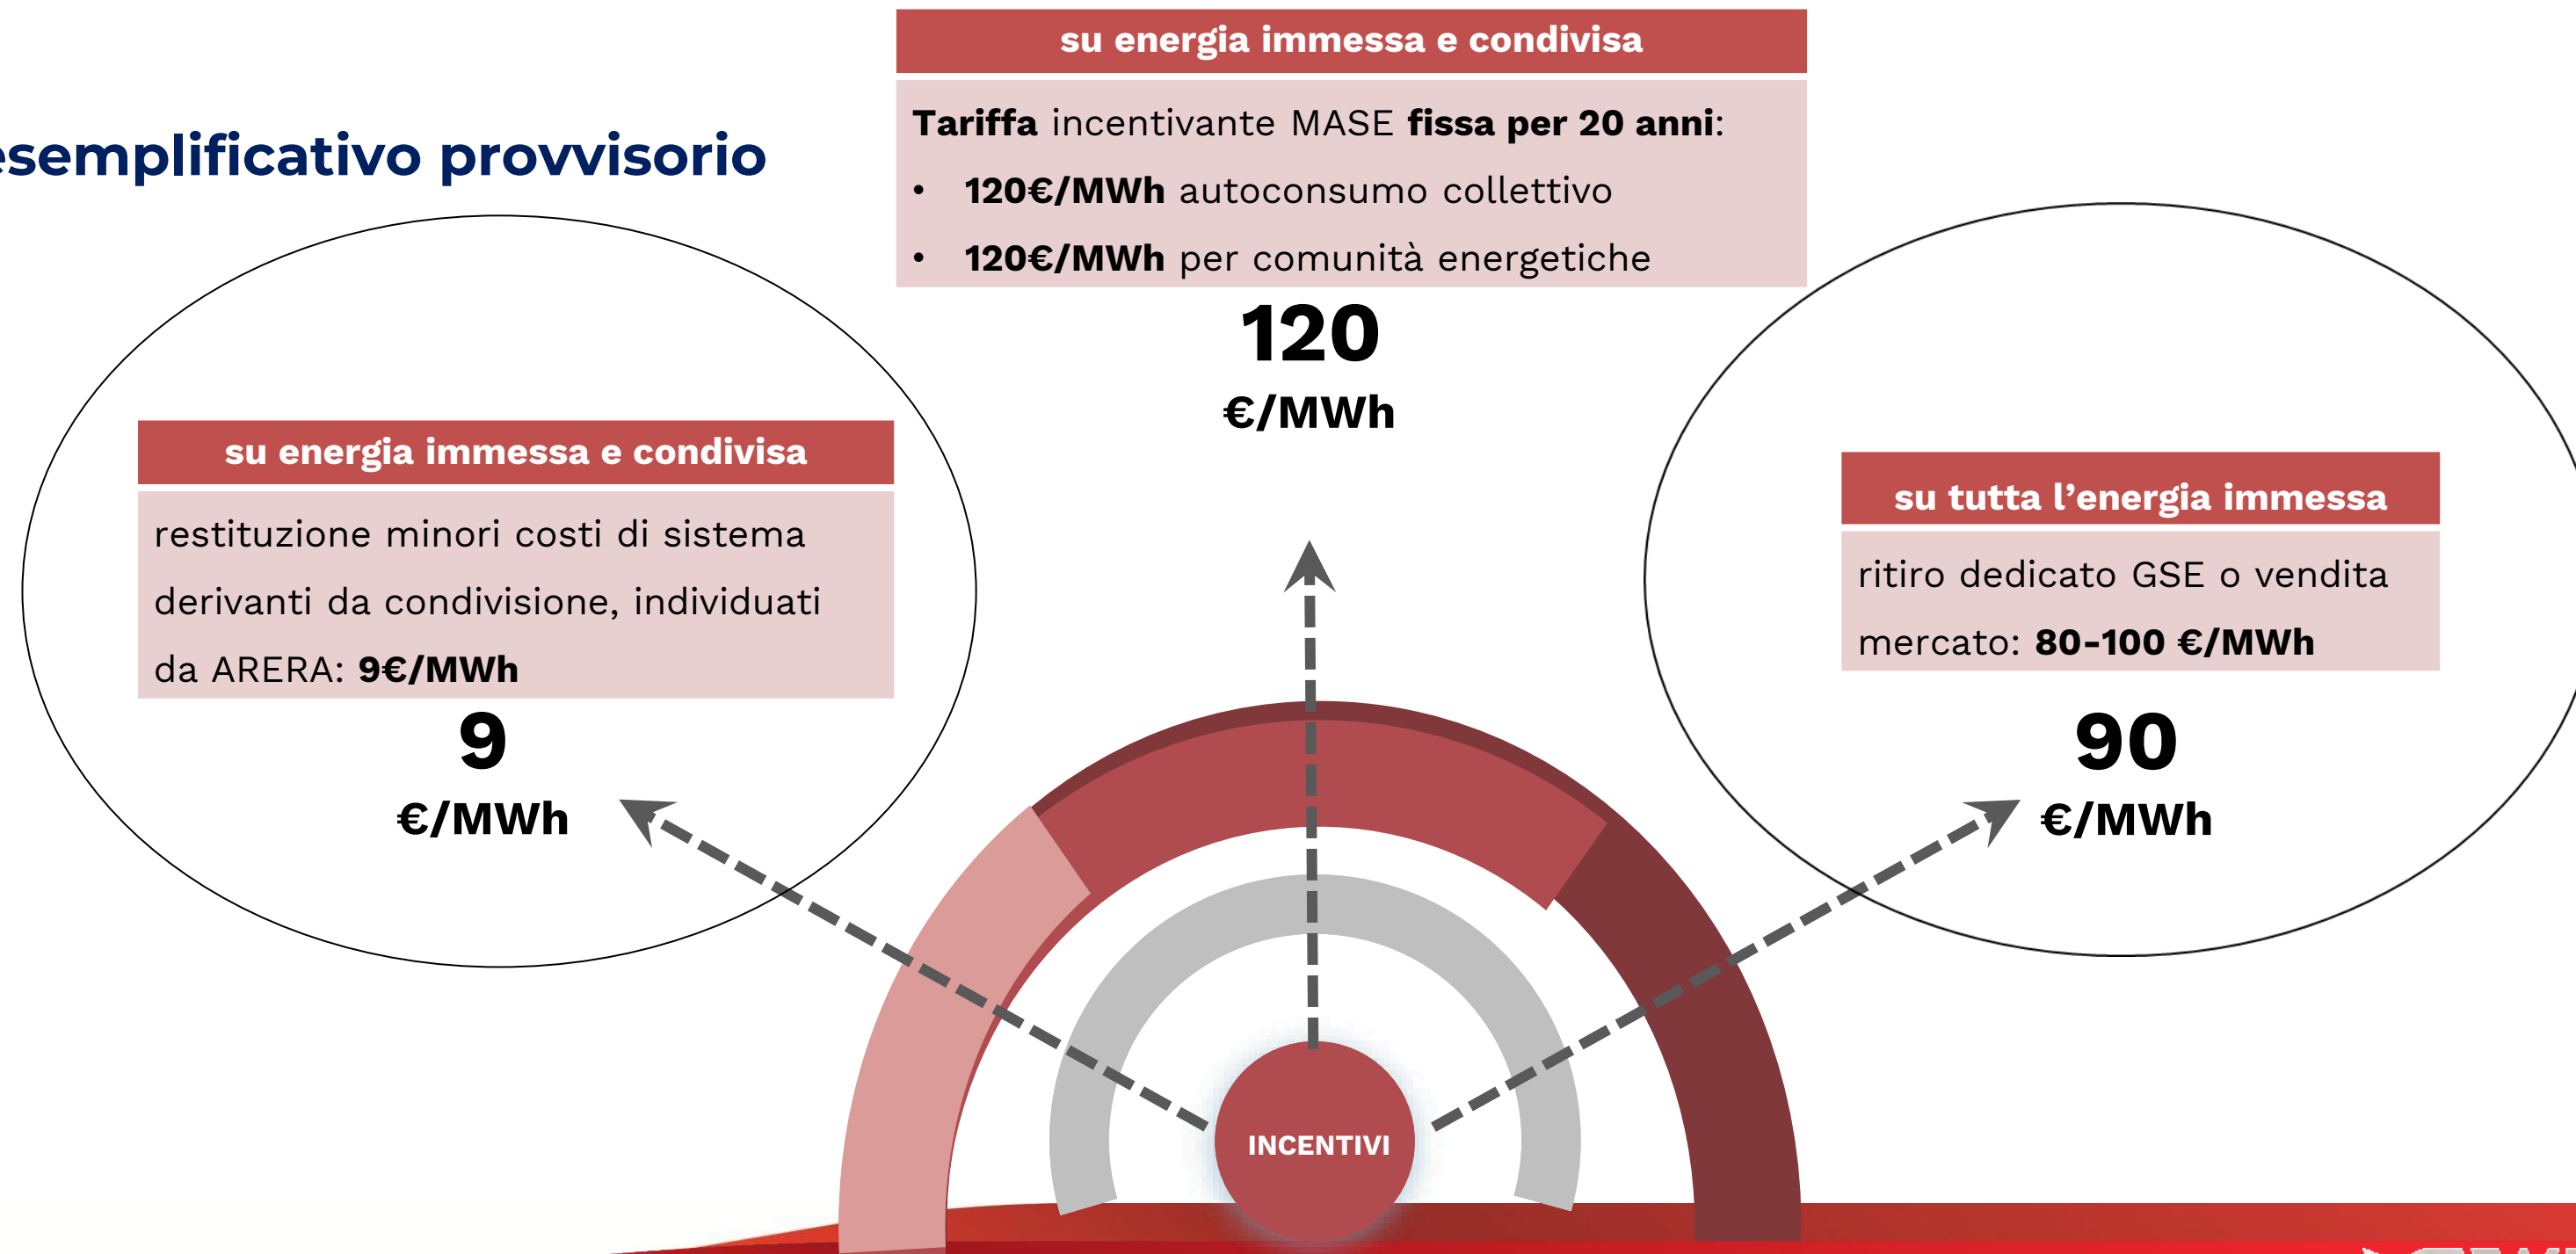 esemplificativo provvisorio
su energia immessa e condivisa
Tariffa incentivante MASE fissa per 20 anni:
• 120€/MWh autoconsumo collettivo
• 120€/MWh per comunità energetiche
120
€/MWh
su energia immessa e condivisa
restituzione minori costi di sistema
derivanti da condivisione, individuati
da ARERA: 9€/MWh
9
€/MWh
su tutta l’energia immessa
ritiro dedicato GSE o vendita
mercato: 80-100 €/MWh
90
€/MWh
INCENTIVI